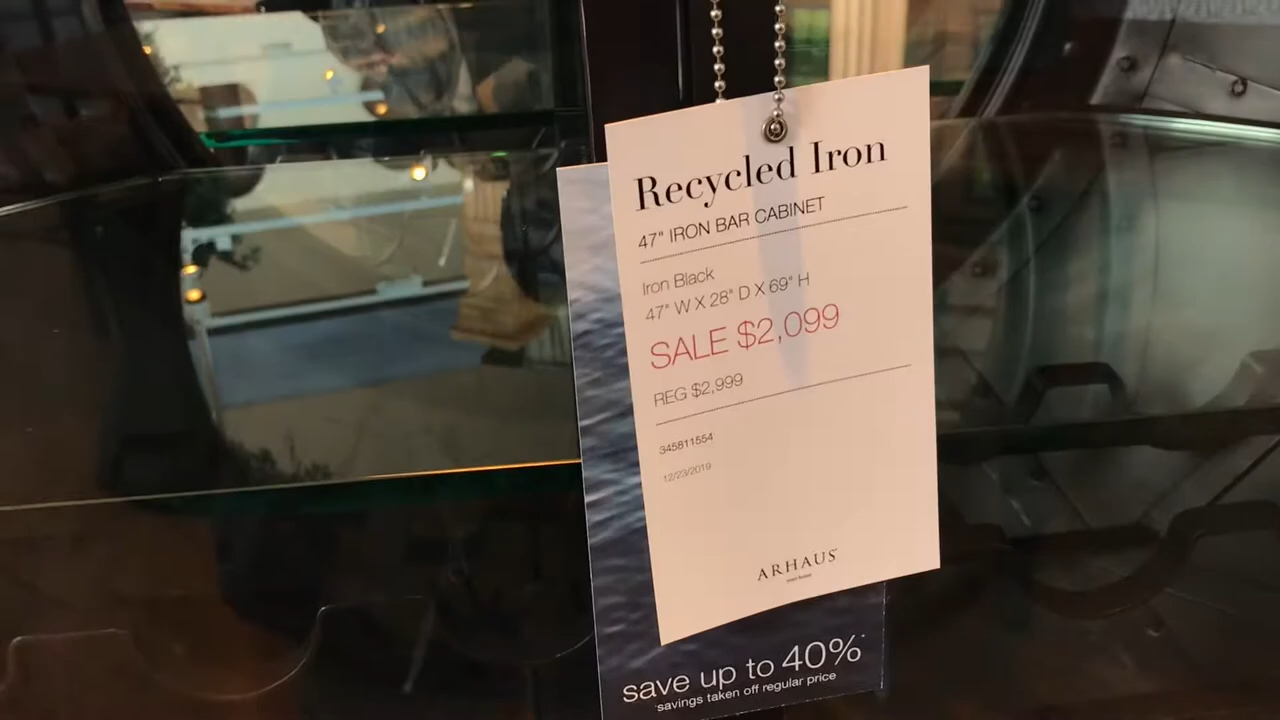 Recycled Iron
47" IRON BAR CABINET
Iron Black
47" W X 28" D X 69" H
SALE $2,099
REG $2,999
345811554
12/23/2019
ARHAUS
save up to 40%*
*savings taken off regular price